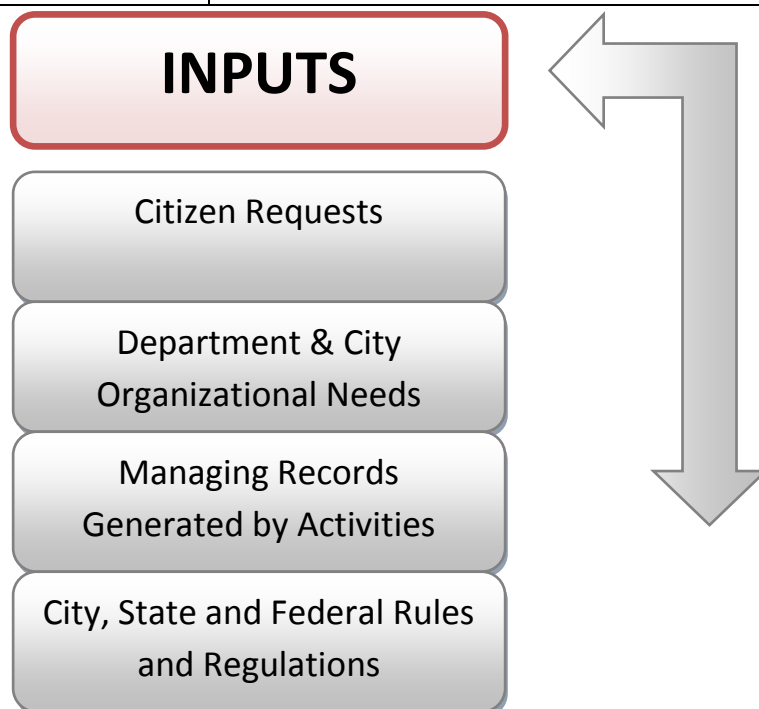 INPUTS
Citizen Requests
Department & City
Organizational Needs
Managing Records
Generated by Activities
City, State and Federal Rules
and Regulations